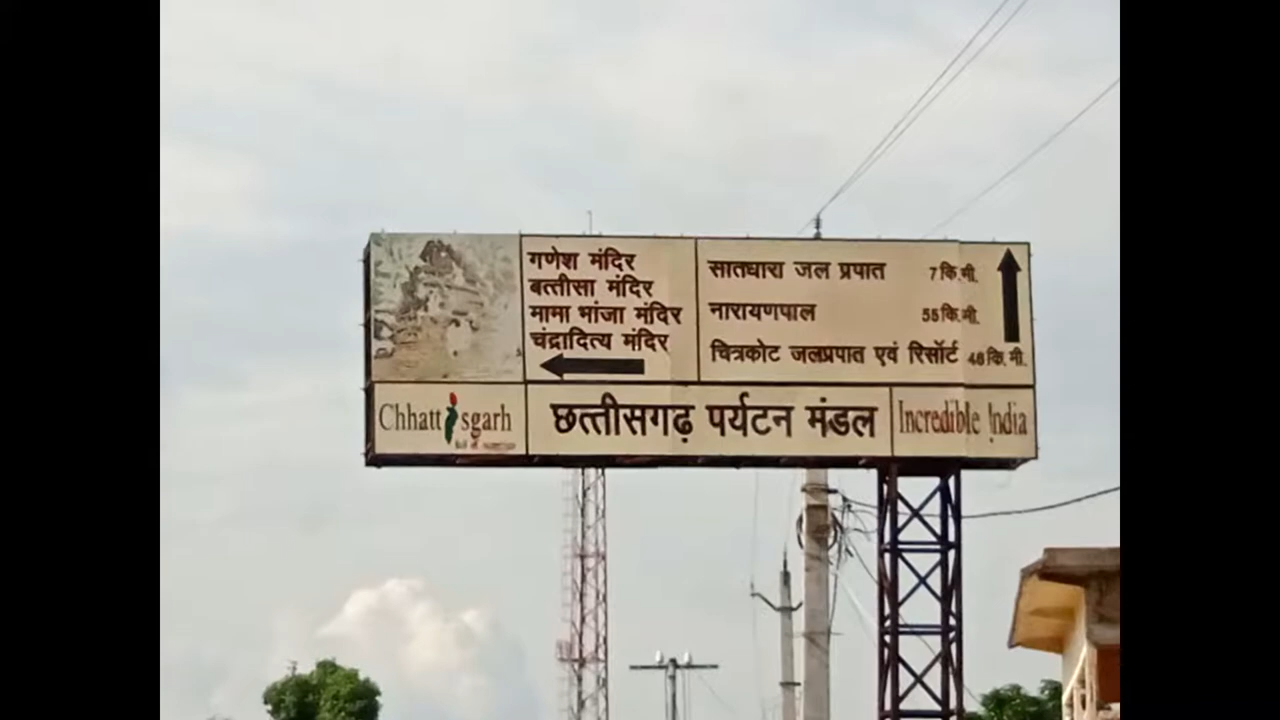 गणेश मंदिर
बत्तीसा मंदिर
मामा भांजा मंदिर
चंद्रादित्य मंदिर
सातधारा जल प्रपात 7 कि.मी.
नारायणपाल 55 कि.मी.
चित्रकोट जलप्रपात एवं रिसॉर्ट 48 कि.मी.
Chhattisgarh
छत्तीसगढ़ पर्यटन मंडल
Incredible !ndia